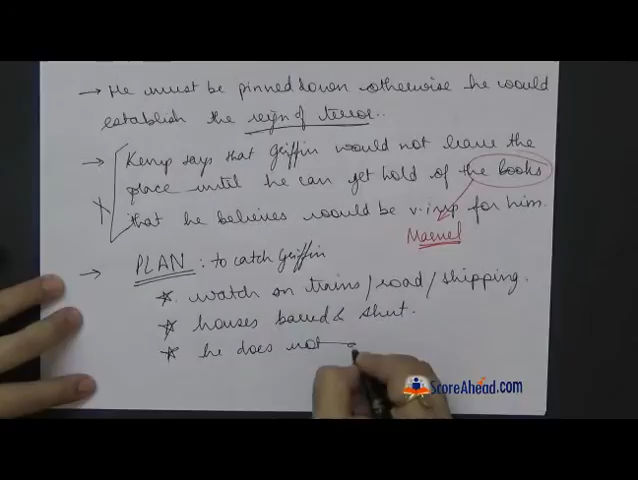 → He must be pinned down otherwise he would
establish the reign of terror..
→ Kemp says that Griffin would not leave the
place until he can get hold of the books
that he believes would be v.imp for him.
Marvel
→ PLAN : to catch Griffin
* watch on trains/road/shipping.
* houses barred & shut.
* he does not
ScoreAhead.com